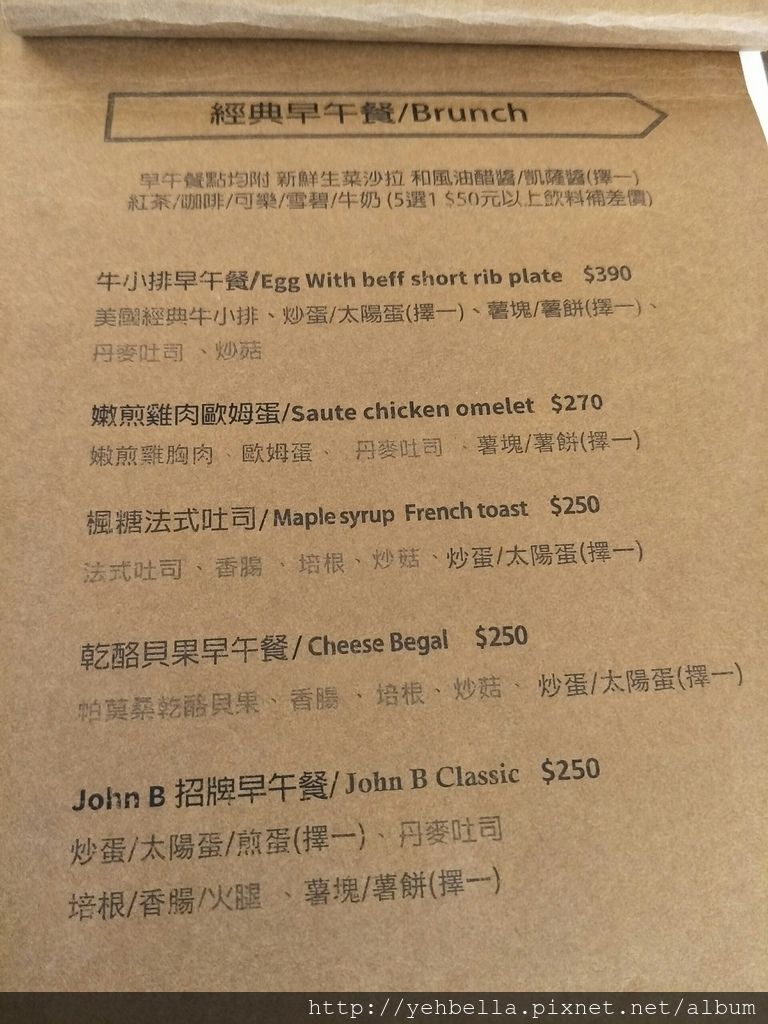 經典早午餐/Brunch
早午餐點均附 新鮮生菜沙拉 和風油醋醬/凱薩醬(擇一)
紅茶/咖啡/可樂/雪碧/牛奶 (5選1 $50元以上飲料補差價)
牛小排早午餐/Egg With beff short rib plate $390
美國經典牛小排、炒蛋/太陽蛋(擇一)、薯塊/薯餅(擇一)、
丹麥吐司 、炒菇
嫩煎雞肉歐姆蛋/Saute chicken omelet $270
嫩煎雞胸肉、歐姆蛋、 丹麥吐司 、薯塊/薯餅(擇一)
楓糖法式吐司/Maple syrup French toast $250
法式吐司、香腸 、培根、炒菇、炒蛋/太陽蛋(擇一)
乾酪貝果早午餐/Cheese Begal $250
帕莫桑乾酪貝果、香腸 、培根、炒菇、 炒蛋/太陽蛋(擇一)
John B 招牌早午餐/John B Classic $250
炒蛋/太陽蛋/煎蛋(擇一)、丹麥吐司
培根/香腸/火腿 、薯塊/薯餅(擇一)
http://yehbella.pixnet.net/album